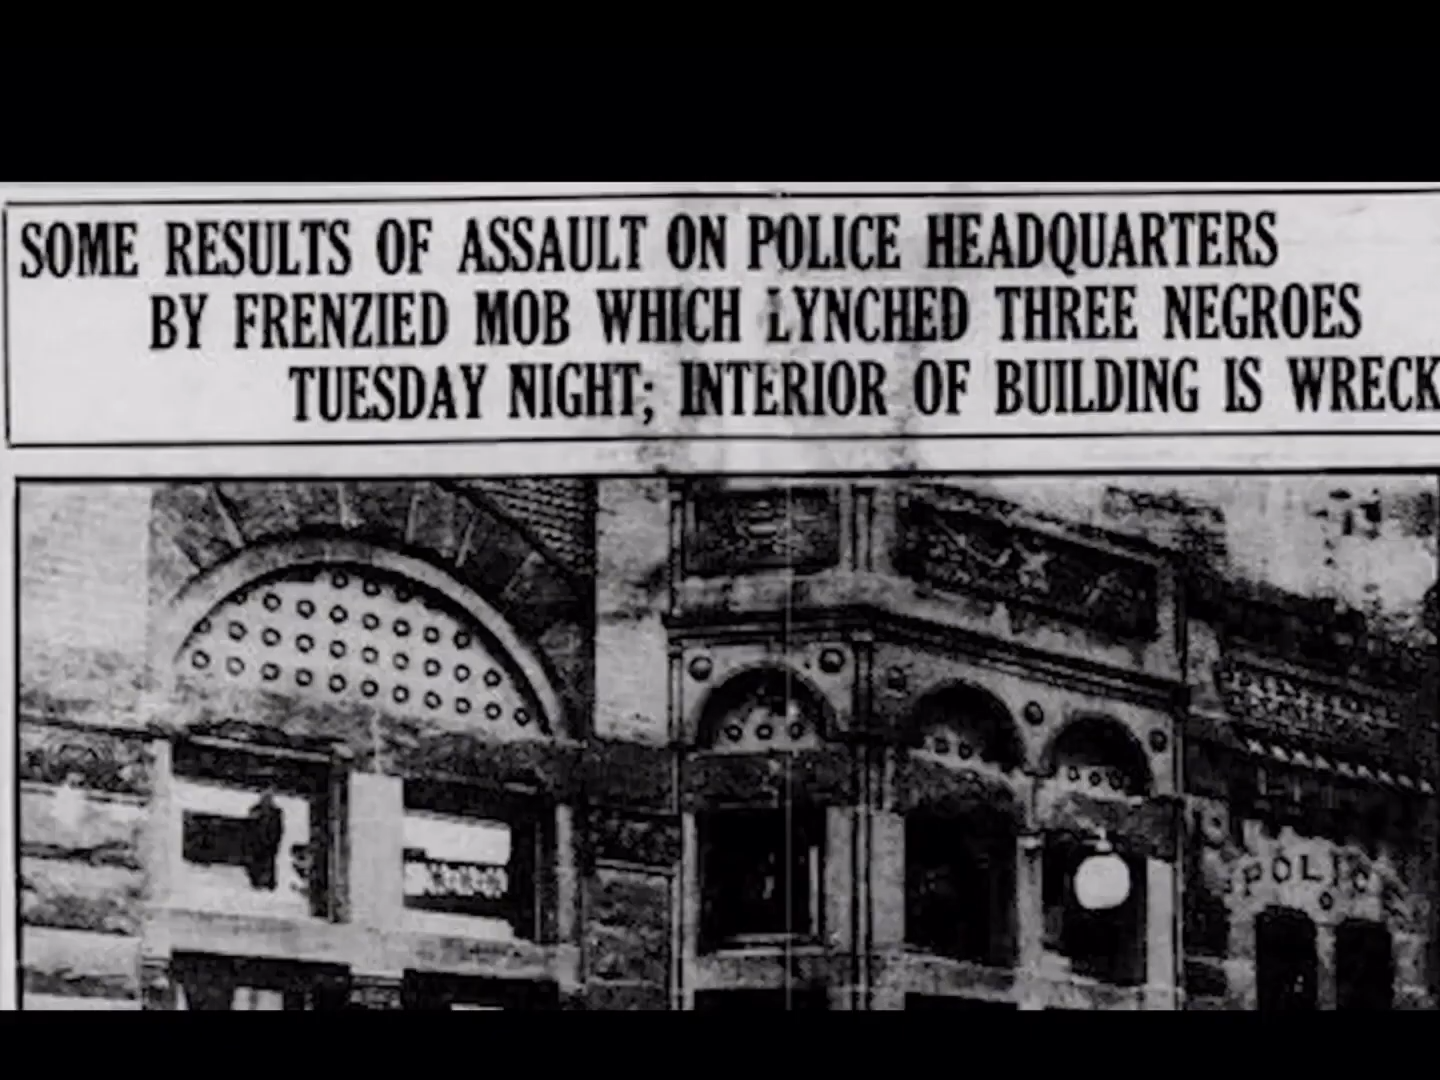 SOME RESULTS OF ASSAULT ON POLICE HEADQUARTERS
BY FRENZIED MOB WHICH LYNCHED THREE NEGROES
TUESDAY NIGHT; INTERIOR OF BUILDING IS WRECK
POLIC